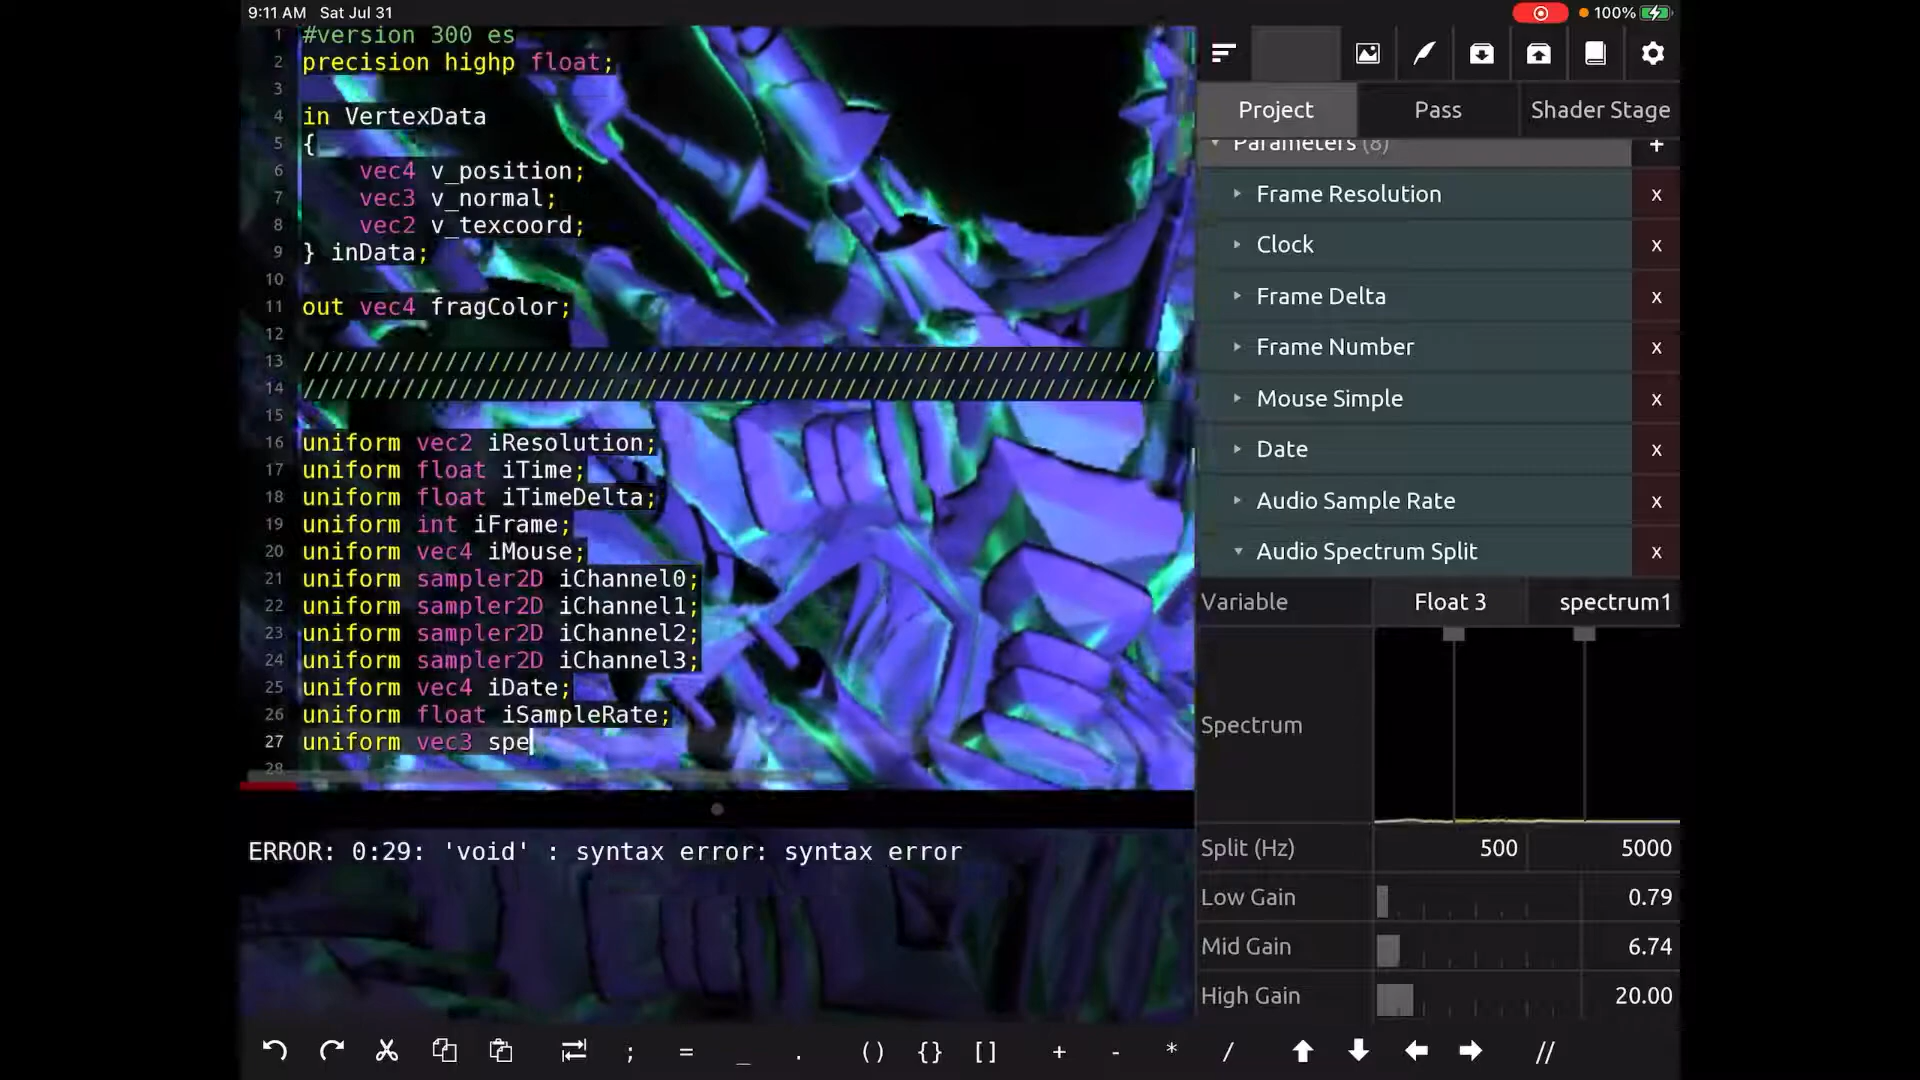 9:11 AM Sat Jul 31
100%
1 #version 300 es
2 precision highp float;
3
4 in VertexData
5 {
6 vec4 v_position;
7 vec3 v_normal;
8 vec2 v_texcoord;
9 } inData;
10
11 out vec4 fragColor;
12
13 ////////////////////////////////////////////////////////////
14 ////////////////////////////////////////////////////////////
15
16 uniform vec2 iResolution;
17 uniform float iTime;
18 uniform float iTimeDelta;
19 uniform int iFrame;
20 uniform vec4 iMouse;
21 uniform sampler2D iChannel0;
22 uniform sampler2D iChannel1;
23 uniform sampler2D iChannel2;
24 uniform sampler2D iChannel3;
25 uniform vec4 iDate;
26 uniform float iSampleRate;
27 uniform vec3 spe
28
ERROR: 0:29: 'void' : syntax error: syntax error
; = _ . () {} [] + - * / //
Project Pass Shader Stage
Parameters (8) +
Frame Resolution x
Clock x
Frame Delta x
Frame Number x
Mouse Simple x
Date x
Audio Sample Rate x
Audio Spectrum Split x
Variable Float 3 spectrum1
Spectrum
Split (Hz) 500 5000
Low Gain 0.79
Mid Gain 6.74
High Gain 20.00